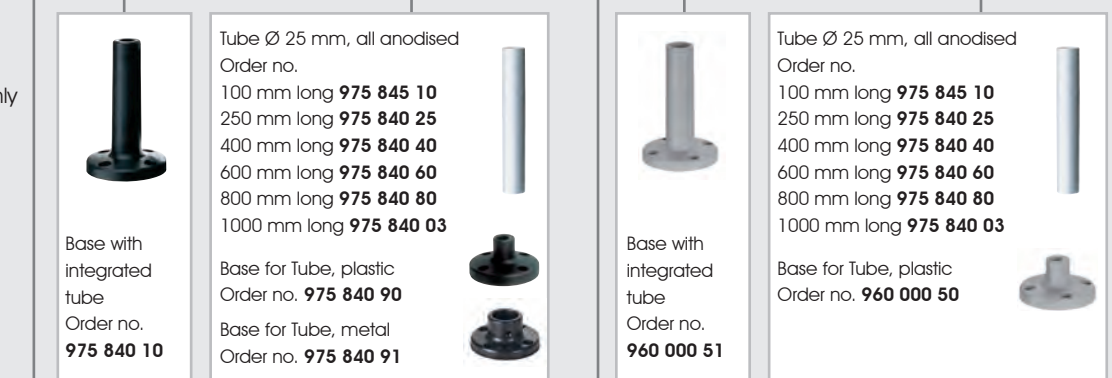 Base with
integrated
tube
Order no.
975 840 10
Tube Ø 25 mm, all anodised
Order no.
100 mm long 975 845 10
250 mm long 975 840 25
400 mm long 975 840 40
600 mm long 975 840 60
800 mm long 975 840 80
1000 mm long 975 840 03
Base for Tube, plastic
Order no. 975 840 90
Base for Tube, metal
Order no. 975 840 91
Base with
integrated
tube
Order no.
960 000 51
Tube Ø 25 mm, all anodised
Order no.
100 mm long 975 845 10
250 mm long 975 840 25
400 mm long 975 840 40
600 mm long 975 840 60
800 mm long 975 840 80
1000 mm long 975 840 03
Base for Tube, plastic
Order no. 960 000 50